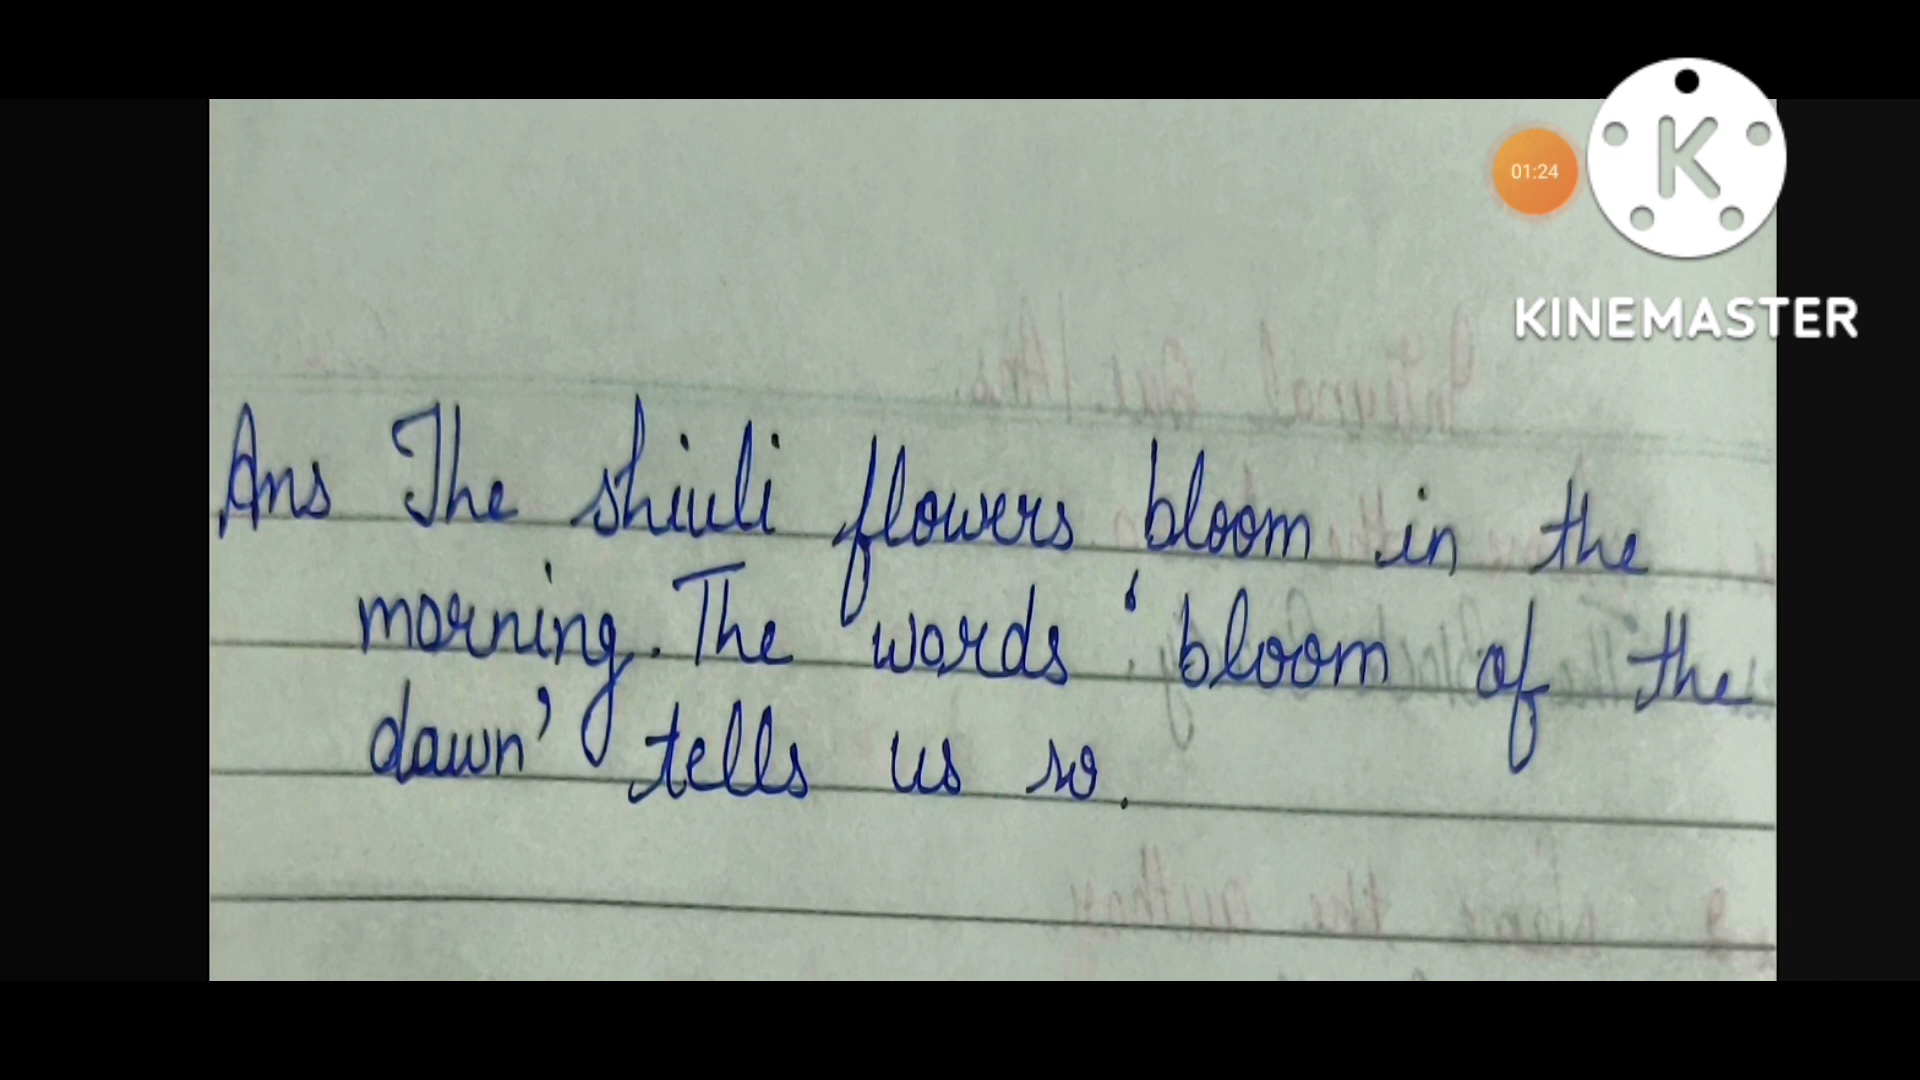 01:24
KINEMASTER
Ans The shiuli flowers bloom in the
morning. The words 'bloom of the
dawn' tells us so.